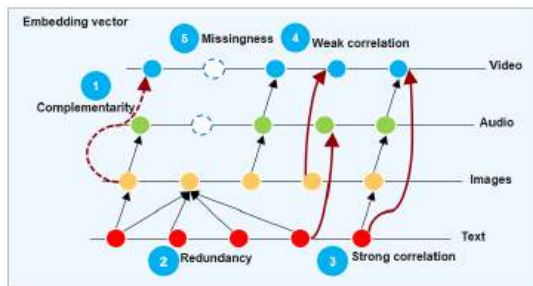 Embedding vector
5 Missingness
4 Weak correlation
Video
1
Complementarity
Audio
Images
Text
2 Redundancy
3 Strong correlation